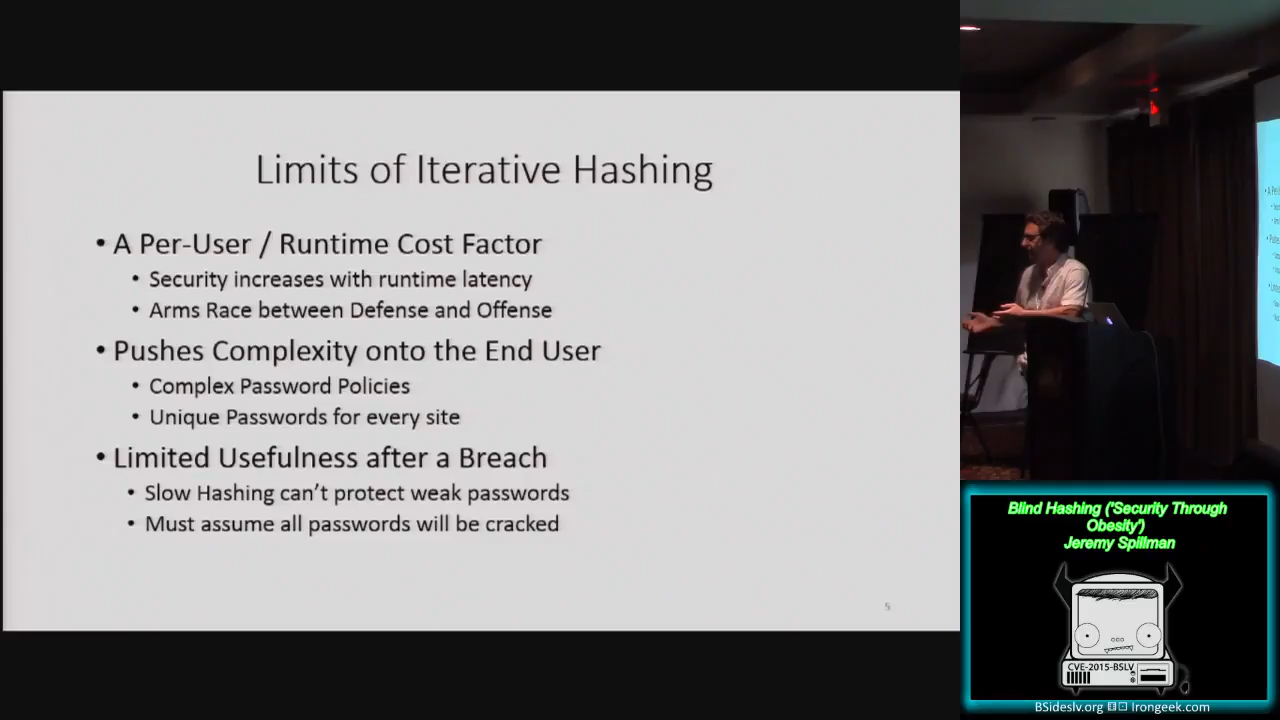 Limits of Iterative Hashing
• A Per-User / Runtime Cost Factor
• Security increases with runtime latency
• Arms Race between Defense and Offense
• Pushes Complexity onto the End User
• Complex Password Policies
• Unique Passwords for every site
• Limited Usefulness after a Breach
• Slow Hashing can't protect weak passwords
• Must assume all passwords will be cracked
5
Blind Hashing ('Security Through
Obesity')
Jeremy Spillman
CVE-2015-BSLV
BSideslv.org
Irongeek.com